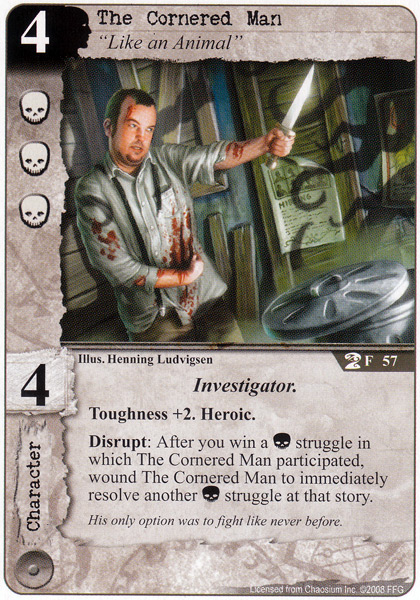 4
The Cornered Man
"Like an Animal"
Illus. Henning Ludvigsen
F 57
4
Character
Investigator.
Toughness +2. Heroic.
Disrupt: After you win a struggle in
which The Cornered Man participated,
wound The Cornered Man to immediately
resolve another struggle at that story.
His only option was to fight like never before.
Licensed from Chaosium Inc. ©2008 FFG